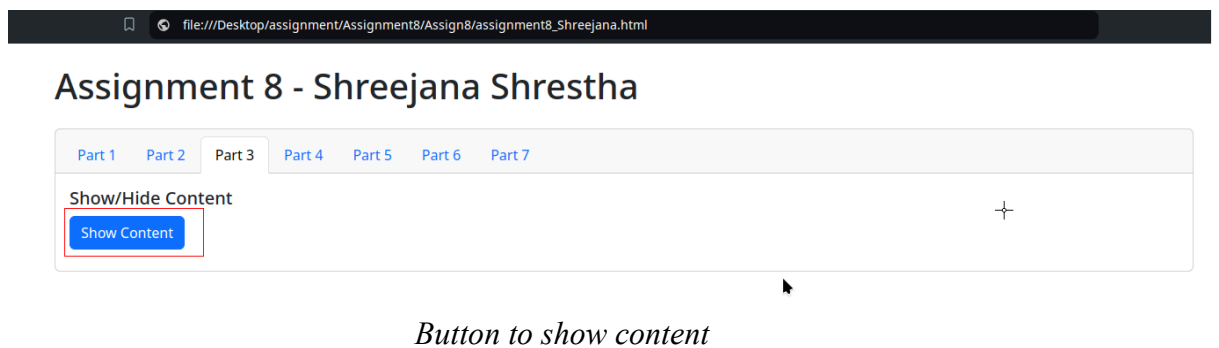 file:///Desktop/assignment/Assignment8/Assign8/assignment8_Shreejana.html
Assignment 8 - Shreejana Shrestha
Part 1 Part 2 Part 3 Part 4 Part 5 Part 6 Part 7
Show/Hide Content
Show Content
Button to show content